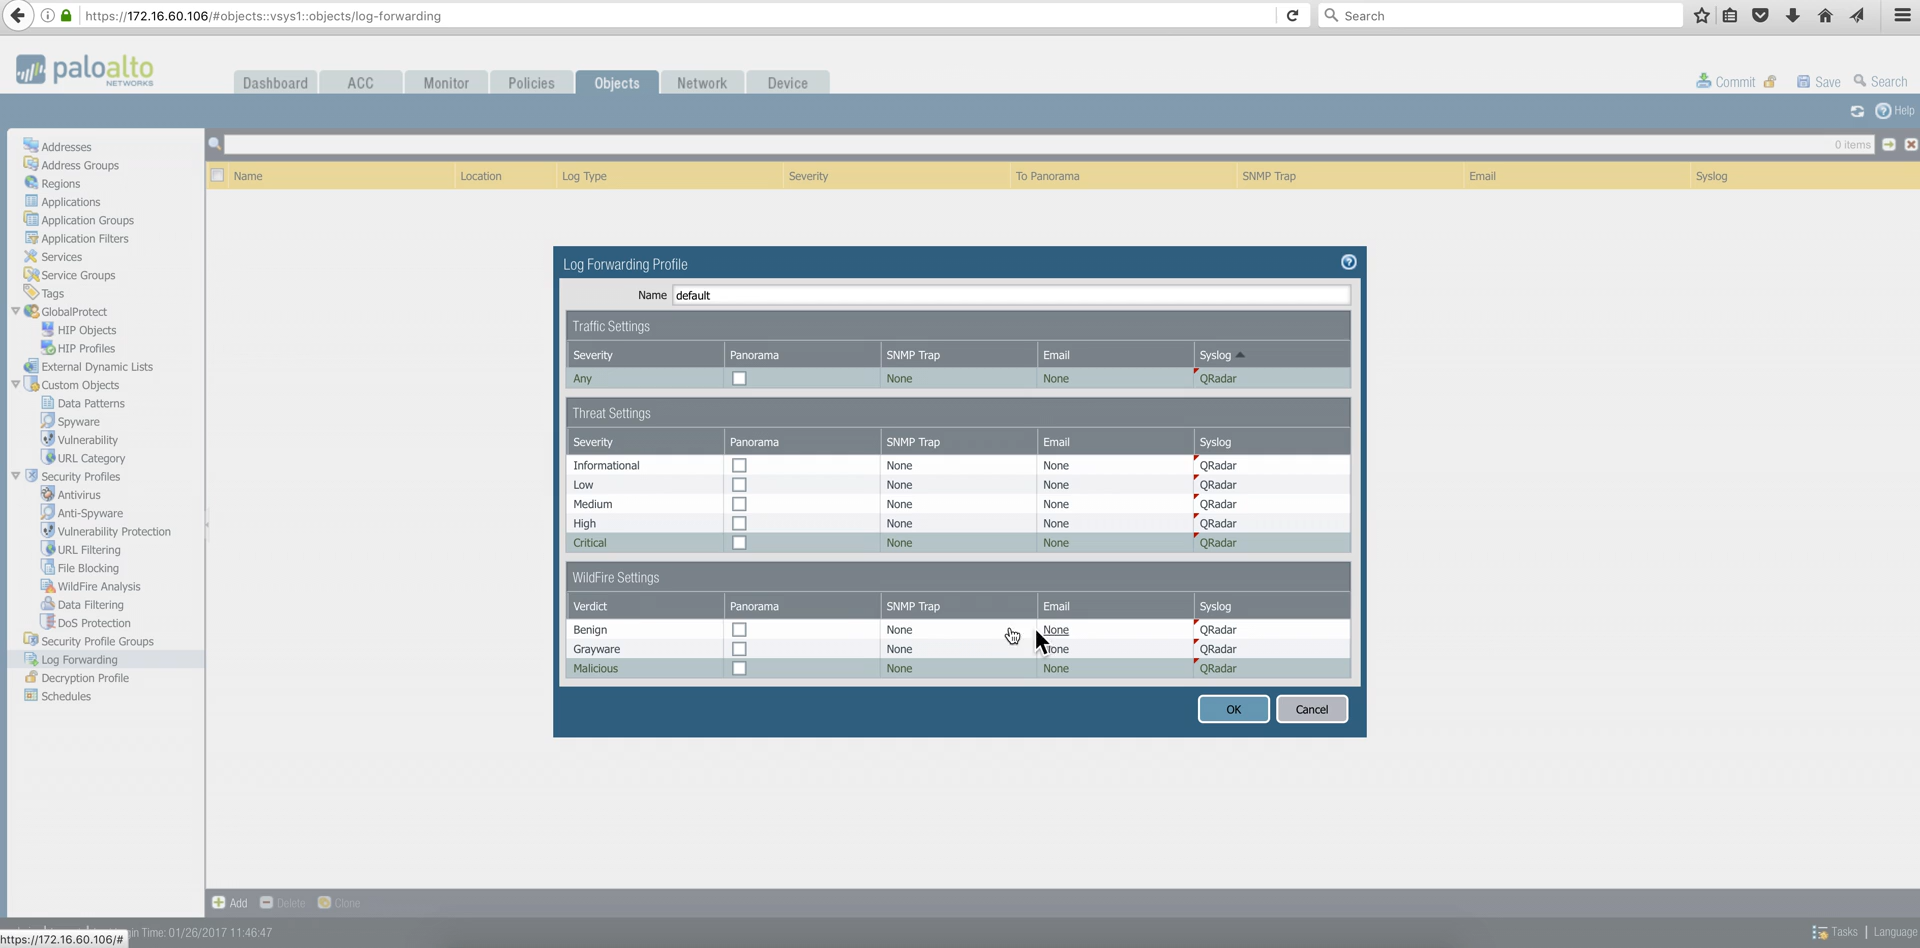 https://172.16.60.106/#objects::vsys1::objects/log-forwarding
Search
paloalto
NETWORKS
Dashboard ACC Monitor Policies Objects Network Device
Commit Save Search
Help
0 items
Name Location Log Type Severity To Panorama SNMP Trap Email Syslog
Addresses
Address Groups
Regions
Applications
Application Groups
Application Filters
Services
Service Groups
Tags
GlobalProtect
HIP Objects
HIP Profiles
External Dynamic Lists
Custom Objects
Data Patterns
Spyware
Vulnerability
URL Category
Security Profiles
Antivirus
Anti-Spyware
Vulnerability Protection
URL Filtering
File Blocking
WildFire Analysis
Data Filtering
DoS Protection
Security Profile Groups
Log Forwarding
Decryption Profile
Schedules
Log Forwarding Profile
Name default
Traffic Settings
Severity Panorama SNMP Trap Email Syslog
Any None None QRadar
Threat Settings
Severity Panorama SNMP Trap Email Syslog
Informational None None QRadar
Low None None QRadar
Medium None None QRadar
High None None QRadar
Critical None None QRadar
WildFire Settings
Verdict Panorama SNMP Trap Email Syslog
Benign None None QRadar
Grayware None None QRadar
Malicious None None QRadar
OK Cancel
Add Delete Clone
Time: 01/26/2017 11:46:47
https://172.16.60.106/#
Tasks | Language